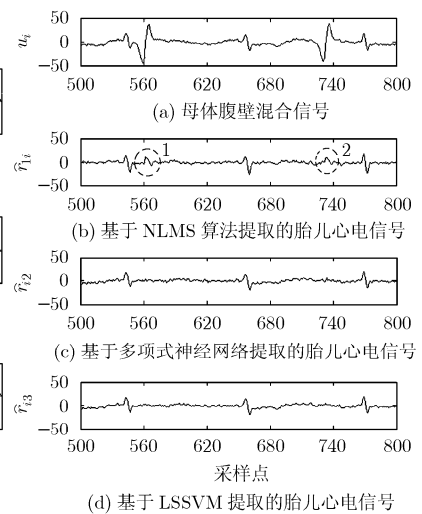 50
0
−50
u_i
500 560 620 680 740 800
(a) 母体腹壁混合信号
50
0
−50
r̂_{1i}
1
2
500 560 620 680 740 800
(b) 基于 NLMS 算法提取的胎儿心电信号
50
0
−50
r̂_{i2}
500 560 620 680 740 800
(c) 基于多项式神经网络提取的胎儿心电信号
50
0
−50
r̂_{i3}
500 560 620 680 740 800
采样点
(d) 基于 LSSVM 提取的胎儿心电信号